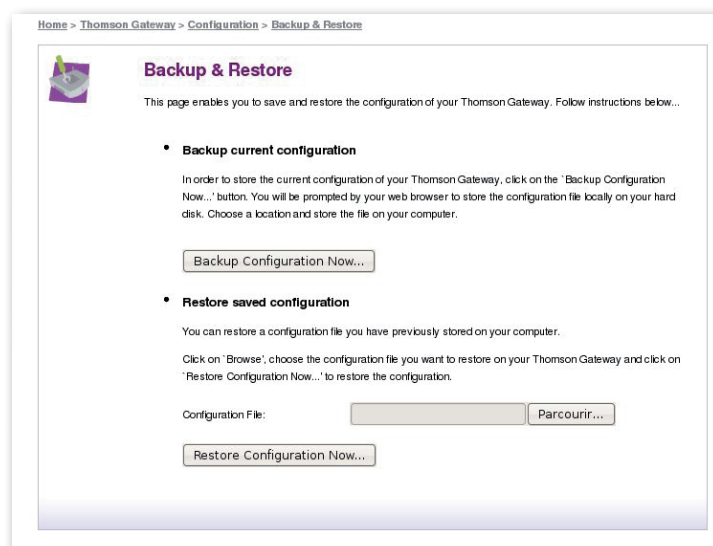 Home > Thomson Gateway > Configuration > Backup & Restore
Backup & Restore
This page enables you to save and restore the configuration of your Thomson Gateway. Follow instructions below...
• Backup current configuration
In order to store the current configuration of your Thomson Gateway, click on the `Backup Configuration
Now...' button. You will be prompted by your web browser to store the configuration file locally on your hard
disk. Choose a location and store the file on your computer.
Backup Configuration Now...
• Restore saved configuration
You can restore a configuration file you have previously stored on your computer.
Click on `Browse', choose the configuration file you want to restore on your Thomson Gateway and click on
`Restore Configuration Now...' to restore the configuration.
Configuration File:
Parcourir...
Restore Configuration Now...